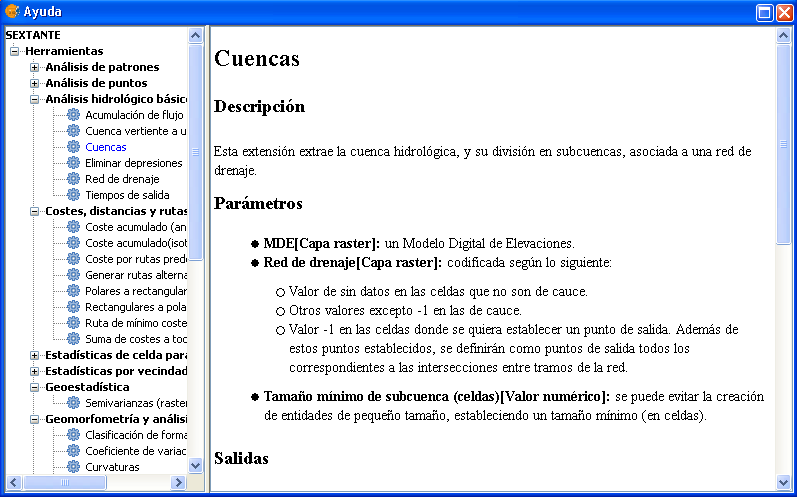 Ayuda
SEXTANTE
Herramientas
Análisis de patrones
Análisis de puntos
Análisis hidrológico básico
Acumulación de flujo
Cuenca vertiente a u
Cuencas
Eliminar depresiones
Red de drenaje
Tiempos de salida
Costes, distancias y rutas
Coste acumulado (an
Coste acumulado(isot
Coste por rutas prede
Generar rutas alterna
Polares a rectangular
Rectangulares a pola
Ruta de mínimo coste
Suma de costes a toc
Estadísticas de celda para
Estadísticas por vecindad
Geoestadística
Semivarianzas (raster
Geomorfometría y análisi
Clasificación de forma
Coeficiente de variac
Curvaturas
Cuencas
Descripción
Esta extensión extrae la cuenca hidrológica, y su división en subcuencas, asociada a una red de
drenaje.
Parámetros
MDE[Capa raster]: un Modelo Digital de Elevaciones.
Red de drenaje[Capa raster]: codificada según lo siguiente:
Valor de sin datos en las celdas que no son de cauce.
Otros valores excepto -1 en las de cauce.
Valor -1 en las celdas donde se quiera establecer un punto de salida. Además de
estos puntos establecidos, se definirán como puntos de salida todos los
correspondientes a las intersecciones entre tramos de la red.
Tamaño mínimo de subcuenca (celdas)[Valor numérico]: se puede evitar la creación
de entidades de pequeño tamaño, estableciendo un tamaño mínimo (en celdas).
Salidas